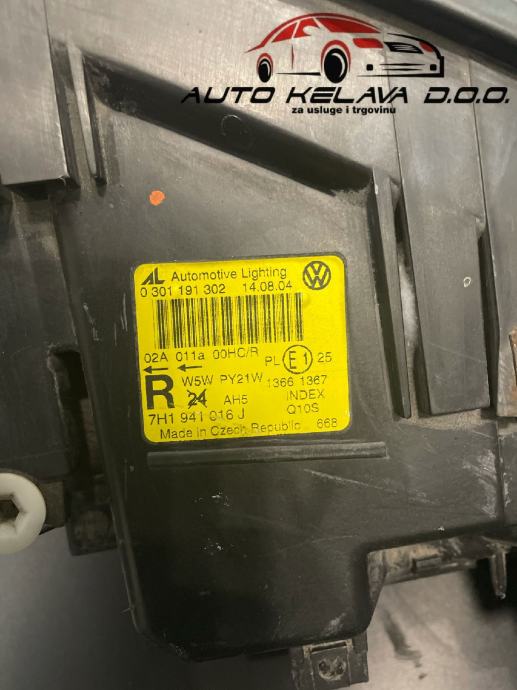 AUTO KELAVA D.O.O.
za usluge i trgovinu
AL Automotive Lighting
0 301 191 302 14.08.04
02A 011a 00HC/R PL E1 25
R W5W PY21W 1366 1367
24 AH5 INDEX
7H1 941 016 J Q10S
Made in Czech Republic 668